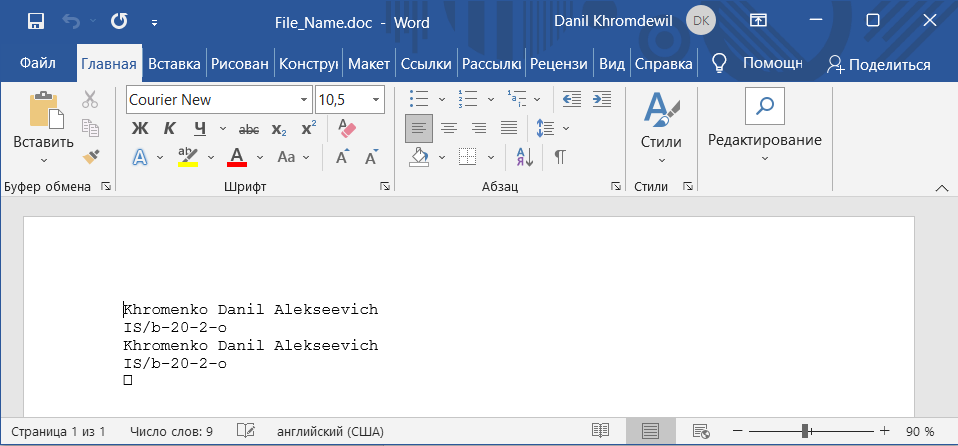 File_Name.doc - Word
Danil Khromdewil DK
Файл Главная Вставка Рисован Конструк Макет Ссылки Рассылкі Рецензи Вид Справка Помощн Поделиться
Courier New 10,5
Ж К Ч abc x₂ x²
A ab A Aa A A
Вставить
Стили
Редактирование
Буфер обмена Шрифт Абзац Стили
Khromenko Danil Alekseevich
IS/b-20-2-o
Khromenko Danil Alekseevich
IS/b-20-2-o
Страница 1 из 1 Число слов: 9 английский (США) 90 %